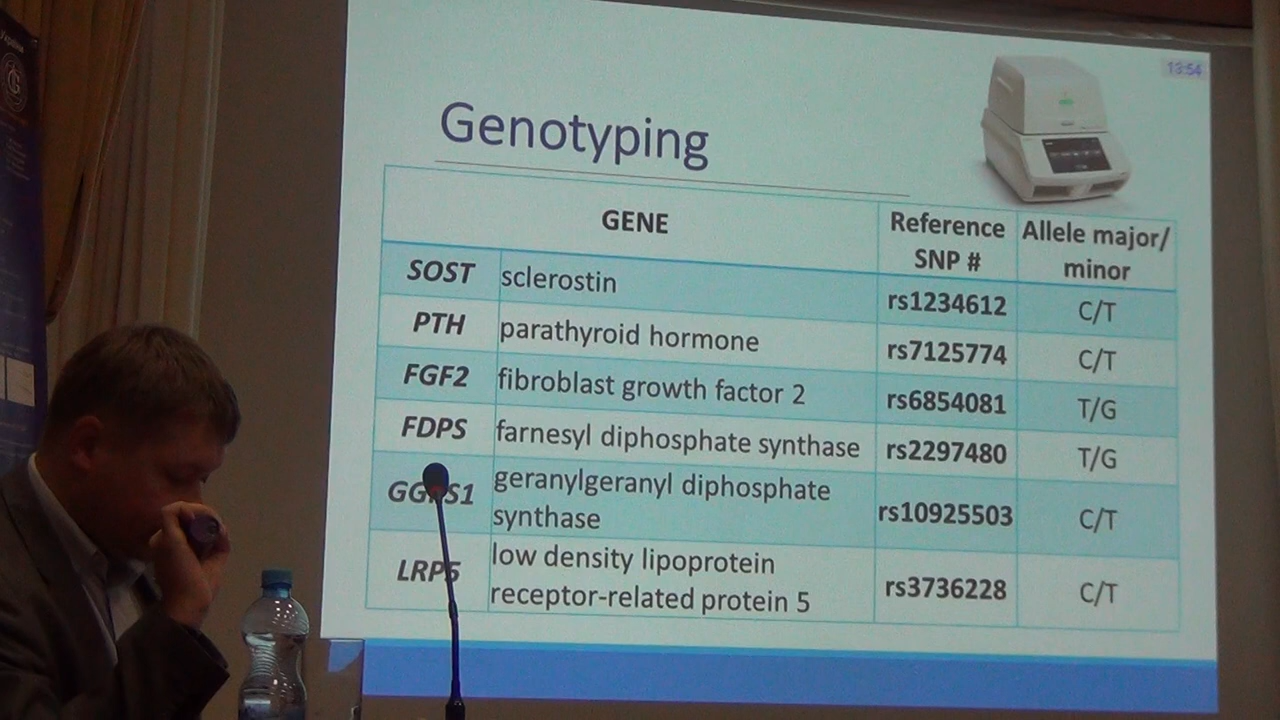 України
13:54
Genotyping
GENE
Reference
SNP #
Allele major/
minor
SOST sclerostin rs1234612 C/T
PTH parathyroid hormone rs7125774 C/T
FGF2 fibroblast growth factor 2 rs6854081 T/G
FDPS farnesyl diphosphate synthase rs2297480 T/G
geranylgeranyl diphosphate
synthase
rs10925503 C/T
LRP5
low density lipoprotein
receptor-related protein 5
rs3736228 C/T